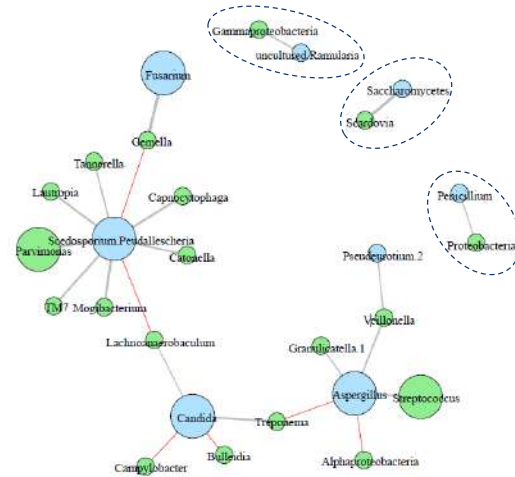 Gammaproteobacteria
uncultured Ramularia
Fusarium
Saccharomycetes
Scardovia
Gemella
Tannerella
Lautropia
Capnocytophaga
Penicillium
Scedosporium.Peudallescheria
Parvimonas
Proteobacteria
Catonella
Pseudeurotium.2
TM7
Mogibacterium
Veillonella
Lachnoanaerobaculum
Granulicatella.1
Aspergillus
Streptococcus
Candida
Treponema
Bulleidia
Campylobacter
Alphaproteobacteria